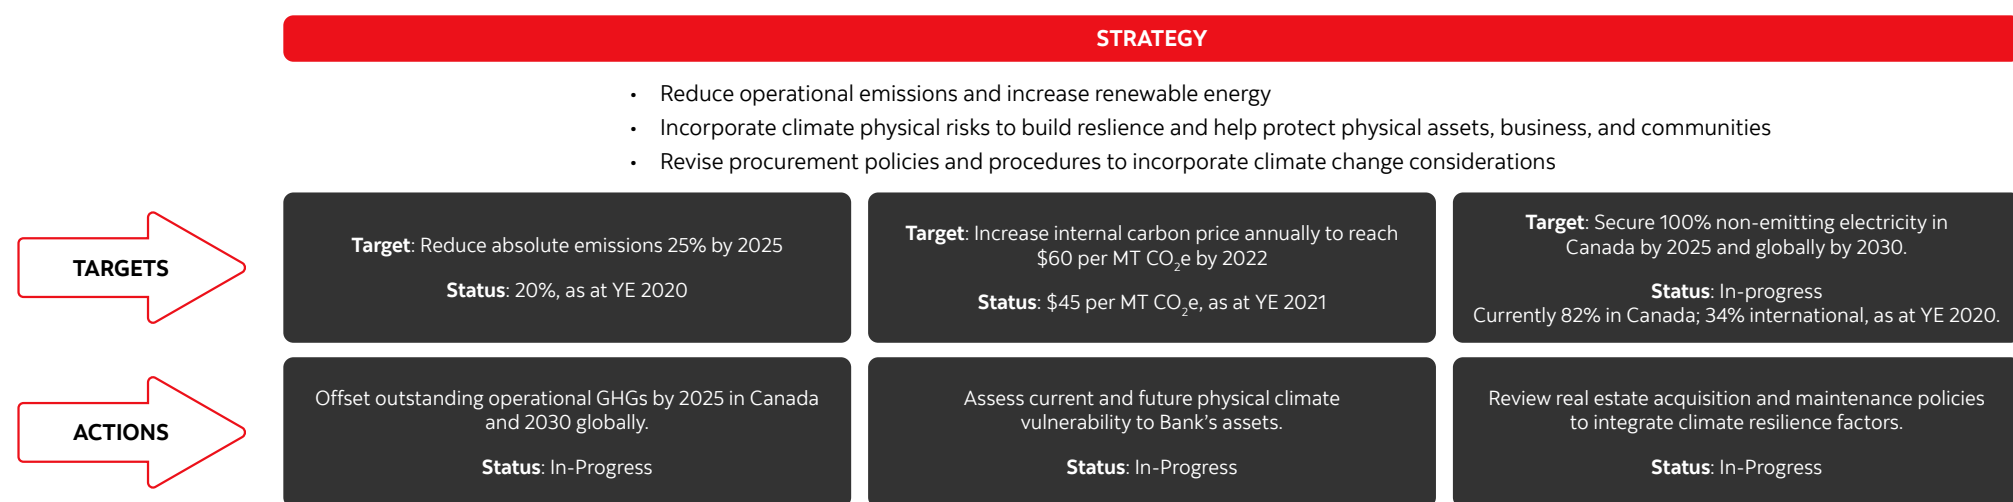 STRATEGY
• Reduce operational emissions and increase renewable energy
• Incorporate climate physical risks to build reslience and help protect physical assets, business, and communities
• Revise procurement policies and procedures to incorporate climate change considerations
TARGETS
Target: Reduce absolute emissions 25% by 2025
Status: 20%, as at YE 2020
Target: Increase internal carbon price annually to reach
$60 per MT CO₂e by 2022
Status: $45 per MT CO₂e, as at YE 2021
Target: Secure 100% non-emitting electricity in
Canada by 2025 and globally by 2030.
Status: In-progress
Currently 82% in Canada; 34% international, as at YE 2020.
ACTIONS
Offset outstanding operational GHGs by 2025 in Canada
and 2030 globally.
Status: In-Progress
Assess current and future physical climate
vulnerability to Bank’s assets.
Status: In-Progress
Review real estate acquisition and maintenance policies
to integrate climate resilience factors.
Status: In-Progress